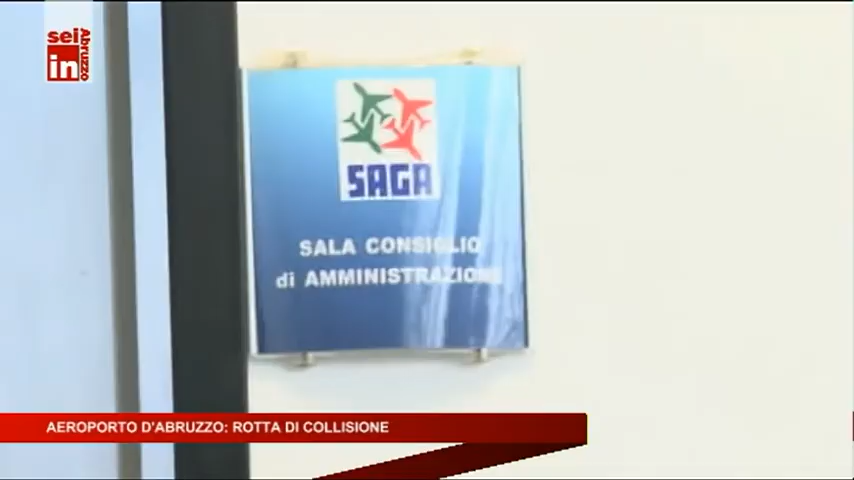 sei
in
Abruzzo
SAGA
SALA CONSIGLIO
di AMMINISTRAZIONE
AEROPORTO D'ABRUZZO: ROTTA DI COLLISIONE